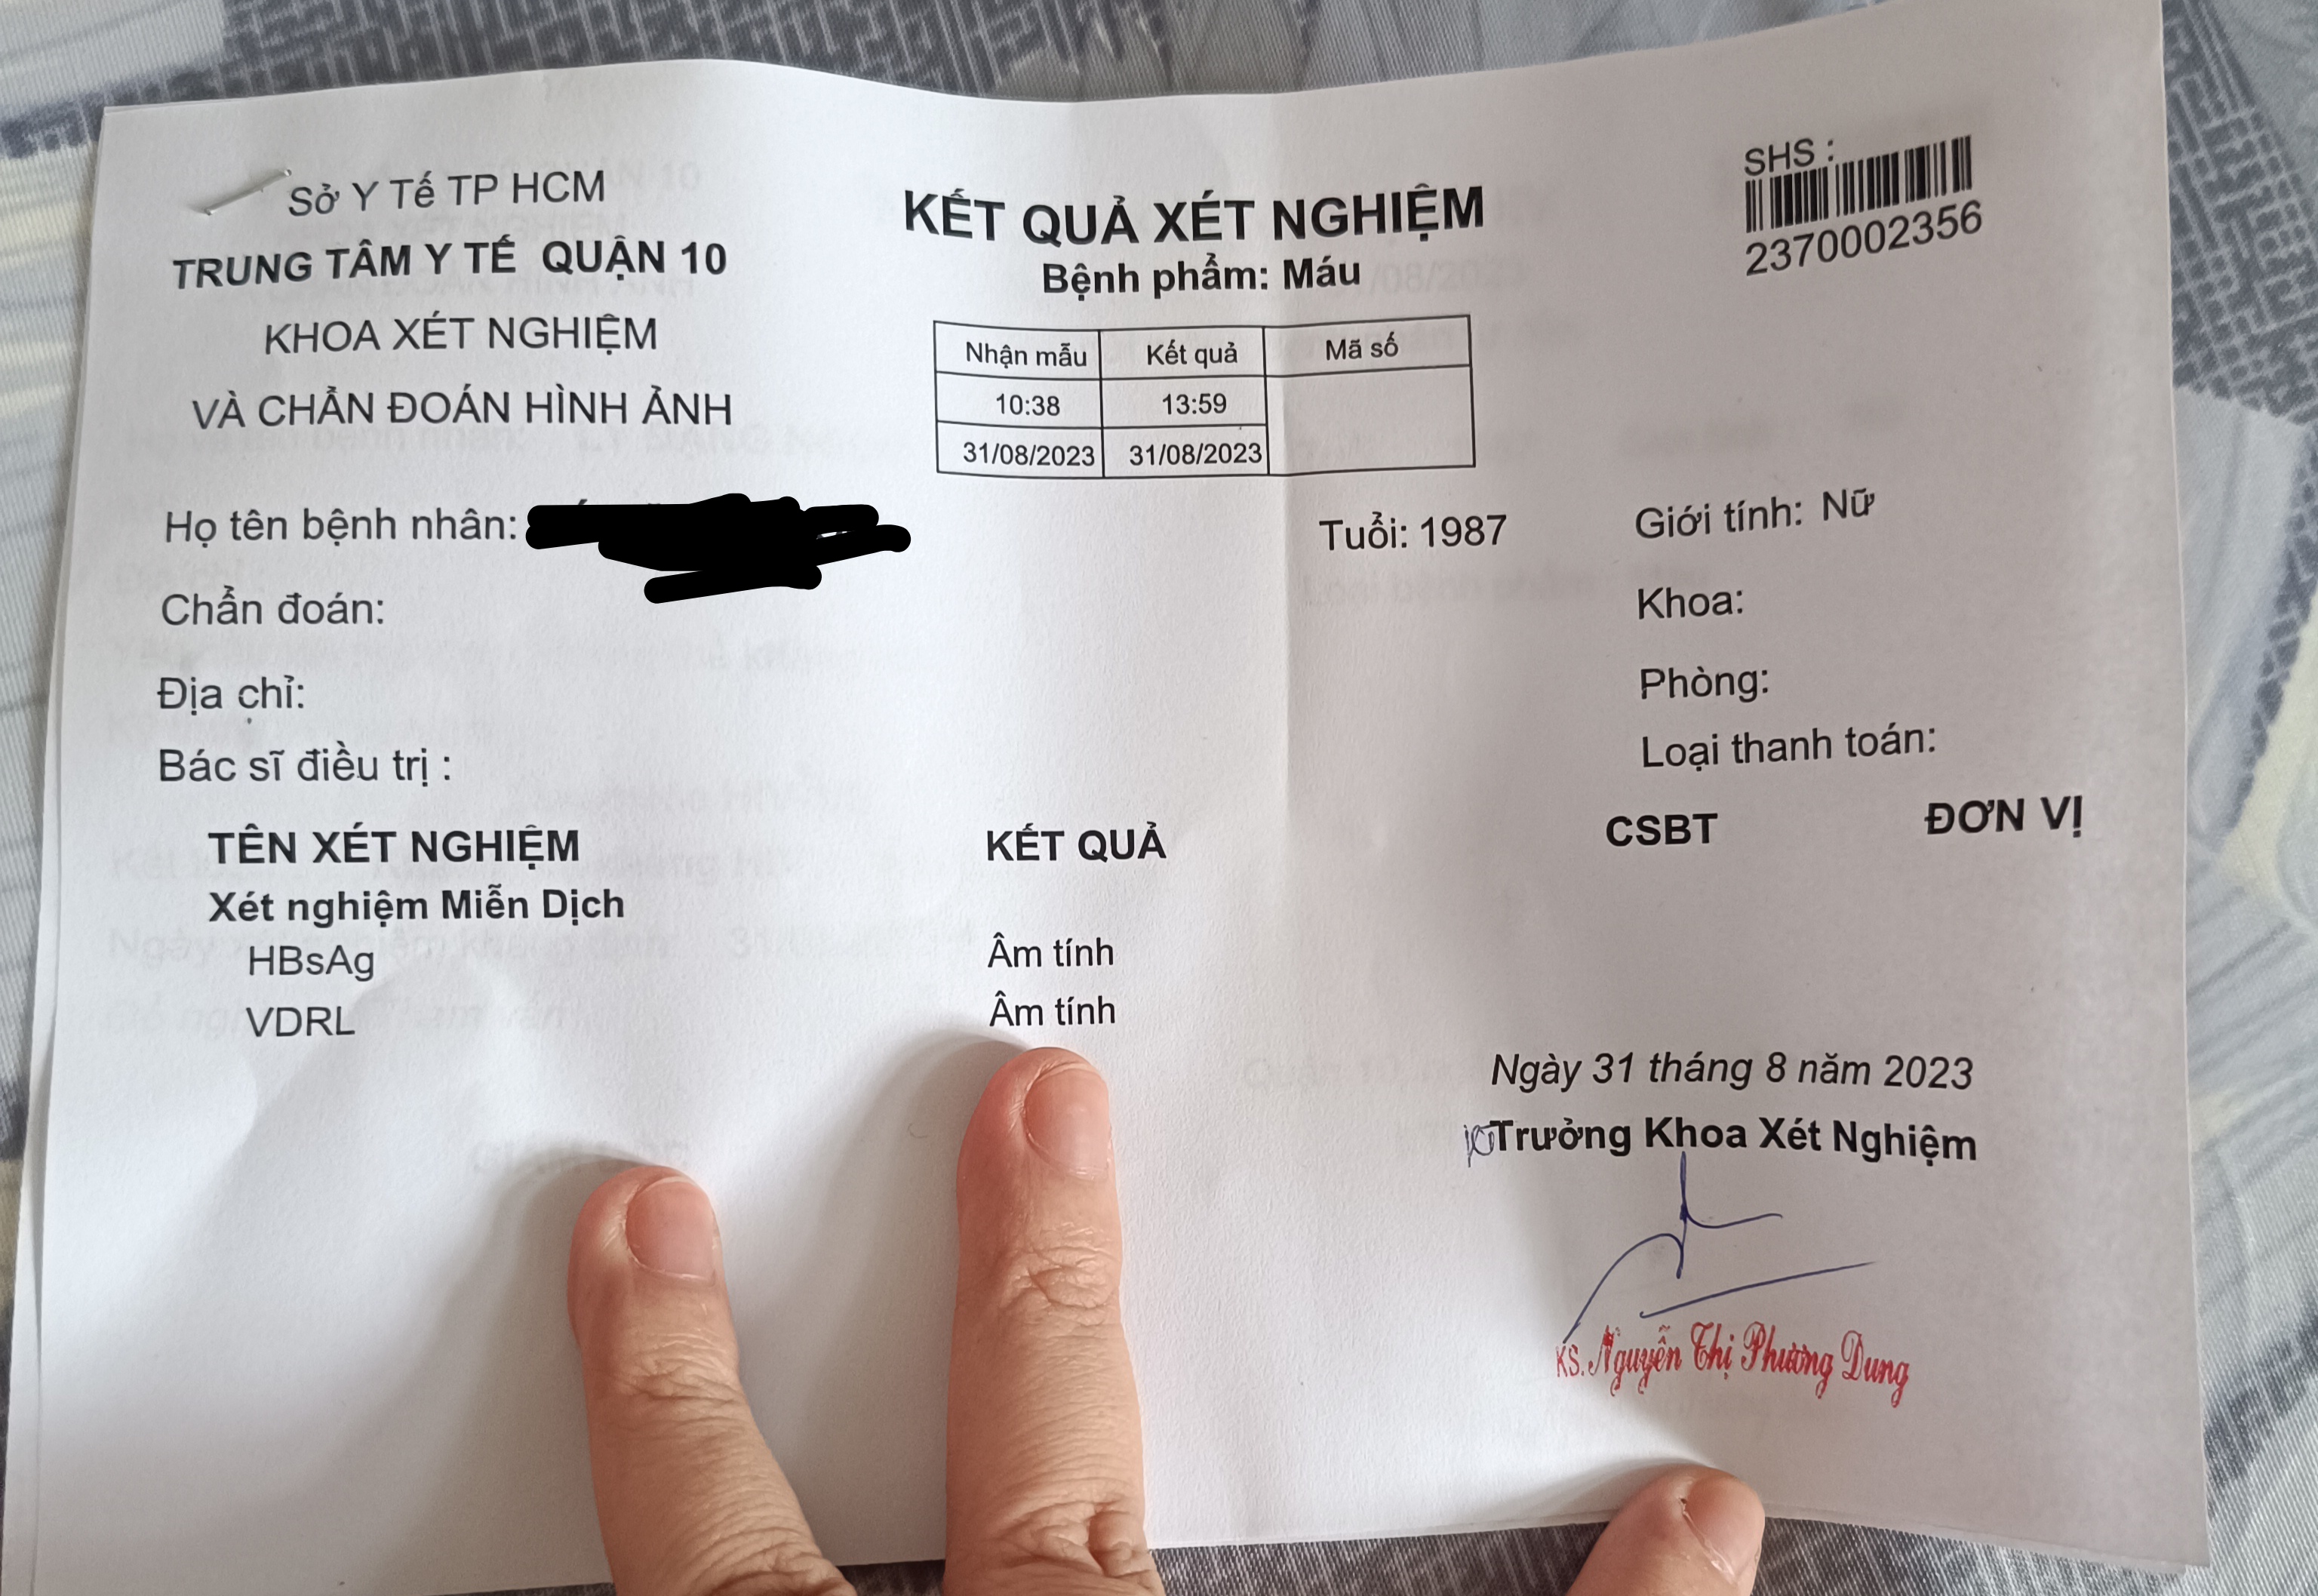 Sở Y Tế TP HCM
TRUNG TÂM Y TẾ QUẬN 10
KHOA XÉT NGHIỆM
VÀ CHẨN ĐOÁN HÌNH ẢNH
KẾT QUẢ XÉT NGHIỆM
Bệnh phẩm: Máu
Nhận mẫu Kết quả Mã số
10:38 13:59
31/08/2023 31/08/2023
SHS :
2370002356
Họ tên bệnh nhân:
Tuổi: 1987
Giới tính: Nữ
Chẩn đoán:
Khoa:
Địa chỉ:
Phòng:
Bác sĩ điều trị :
Loại thanh toán:
TÊN XÉT NGHIỆM KẾT QUẢ CSBT ĐƠN VỊ
Xét nghiệm Miễn Dịch
HBsAg Âm tính
VDRL Âm tính
Ngày 31 tháng 8 năm 2023
Trưởng Khoa Xét Nghiệm
KS. Nguyễn Thị Phương Dung